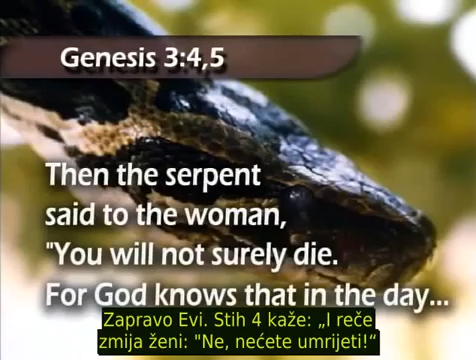 Genesis 3:4,5
Then the serpent
said to the woman,
"You will not surely die.
For God knows that in the day...
Zapravo Evi. Stih 4 kaže: „I reče
zmija ženi: "Ne, nećete umrijeti!“